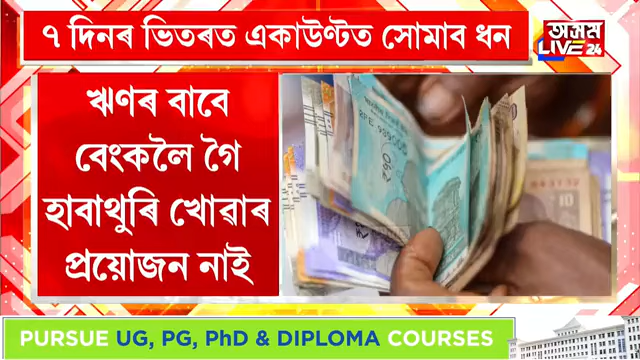 ৭ দিনৰ ভিতৰত একাউণ্টত সোমাব ধন
অসম
LIVE 24
ঋণৰ বাবে
বেংকলৈ গৈ
হাবাথুৰি খোৱাৰ
প্ৰয়োজন নাই
PURSUE UG, PG, PhD & DIPLOMA COURSES